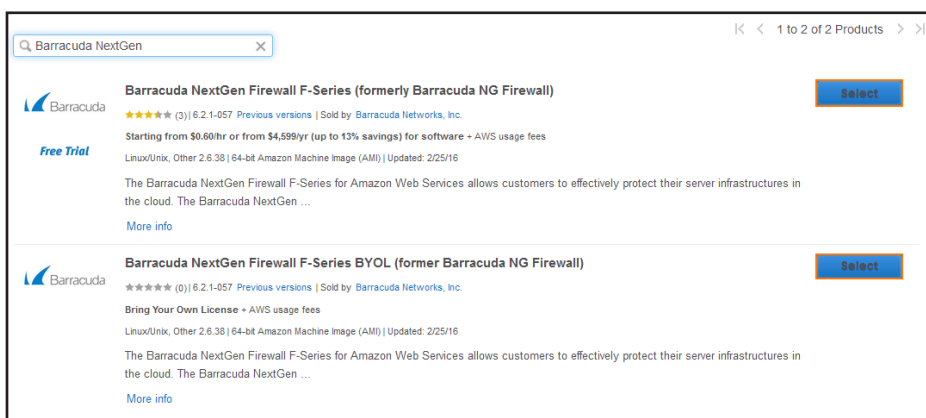 1 to 2 of 2 Products
Barracuda NextGen
Barracuda NextGen Firewall F-Series (formerly Barracuda NG Firewall)
Select
Barracuda
(3) | 6.2.1-057 Previous versions | Sold by Barracuda Networks, Inc.
Starting from $0.60/hr or from $4,599/yr (up to 13% savings) for software + AWS usage fees
Free Trial
Linux/Unix, Other 2.6.38 | 64-bit Amazon Machine Image (AMI) | Updated: 2/25/16
The Barracuda NextGen Firewall F-Series for Amazon Web Services allows customers to effectively protect their server infrastructures in
the cloud. The Barracuda NextGen ...
More info
Barracuda NextGen Firewall F-Series BYOL (former Barracuda NG Firewall)
Select
Barracuda
(0) | 6.2.1-057 Previous versions | Sold by Barracuda Networks, Inc.
Bring Your Own License + AWS usage fees
Linux/Unix, Other 2.6.38 | 64-bit Amazon Machine Image (AMI) | Updated: 2/25/16
The Barracuda NextGen Firewall F-Series for Amazon Web Services allows customers to effectively protect their server infrastructures in
the cloud. The Barracuda NextGen ...
More info